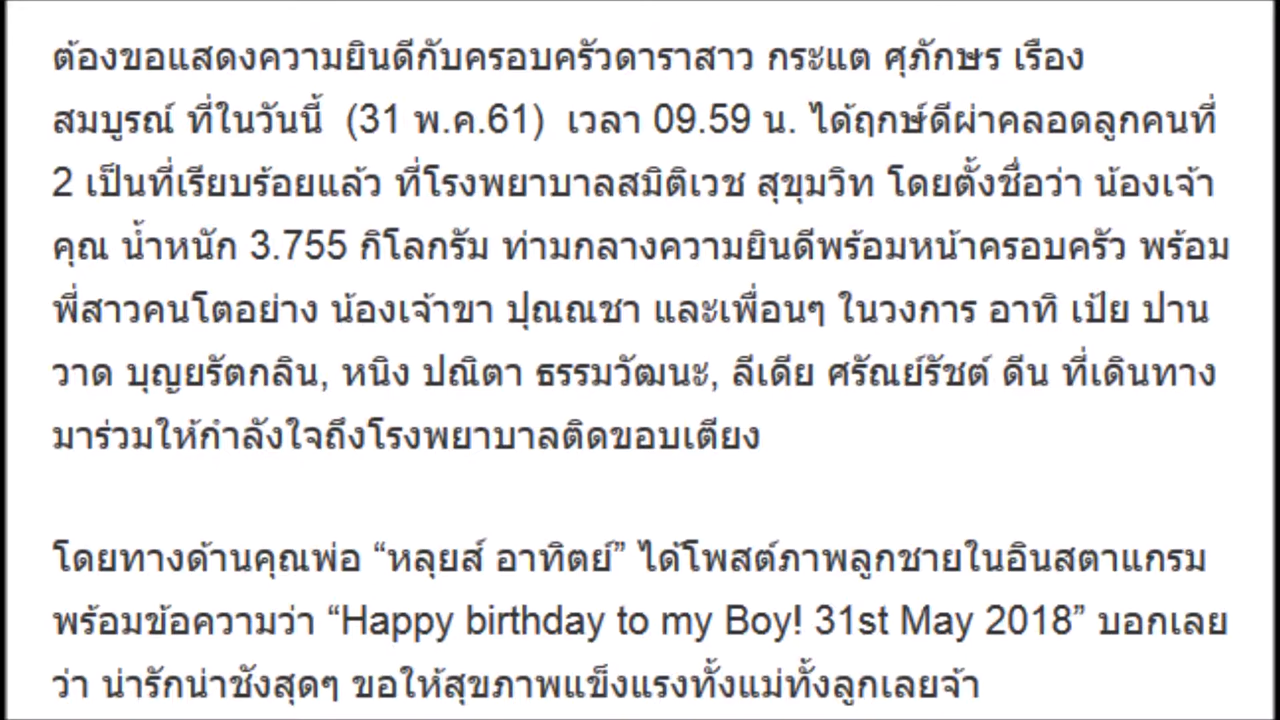 ต้องขอแสดงความยินดีกับครอบครัวดาราสาว กระแต ศุภักษร เรือง
สมบูรณ์ ที่ในวันนี้ (31 พ.ค.61) เวลา 09.59 น. ได้ฤกษ์ดีผ่าคลอดลูกคนที่
2 เป็นที่เรียบร้อยแล้ว ที่โรงพยาบาลสมิติเวช สุขุมวิท โดยตั้งชื่อว่า น้องเจ้า
คุณ น้ำหนัก 3.755 กิโลกรัม ท่ามกลางความยินดีพร้อมหน้าครอบครัว พร้อม
พี่สาวคนโตอย่าง น้องเจ้าขา ปุณณชา และเพื่อนๆ ในวงการ อาทิ เป้ย ปาน
วาด บุญยรัตกลิน, หนิง ปณิตา ธรรมวัฒนะ, ลีเดีย ศรัณย์รัชต์ ดีน ที่เดินทาง
มาร่วมให้กำลังใจถึงโรงพยาบาลติดขอบเตียง
โดยทางด้านคุณพ่อ “หลุยส์ อาทิตย์” ได้โพสต์ภาพลูกชายในอินสตาแกรม
พร้อมข้อความว่า “Happy birthday to my Boy! 31st May 2018” บอกเลย
ว่า น่ารักน่าชังสุดๆ ขอให้สุขภาพแข็งแรงทั้งแม่ทั้งลูกเลยจ้า